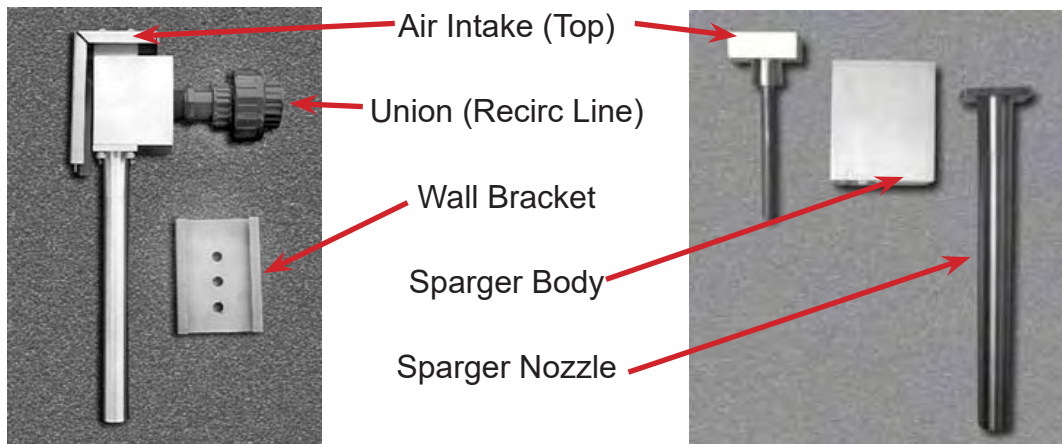 Air Intake (Top)
Union (Recirc Line)
Wall Bracket
Sparger Body
Sparger Nozzle